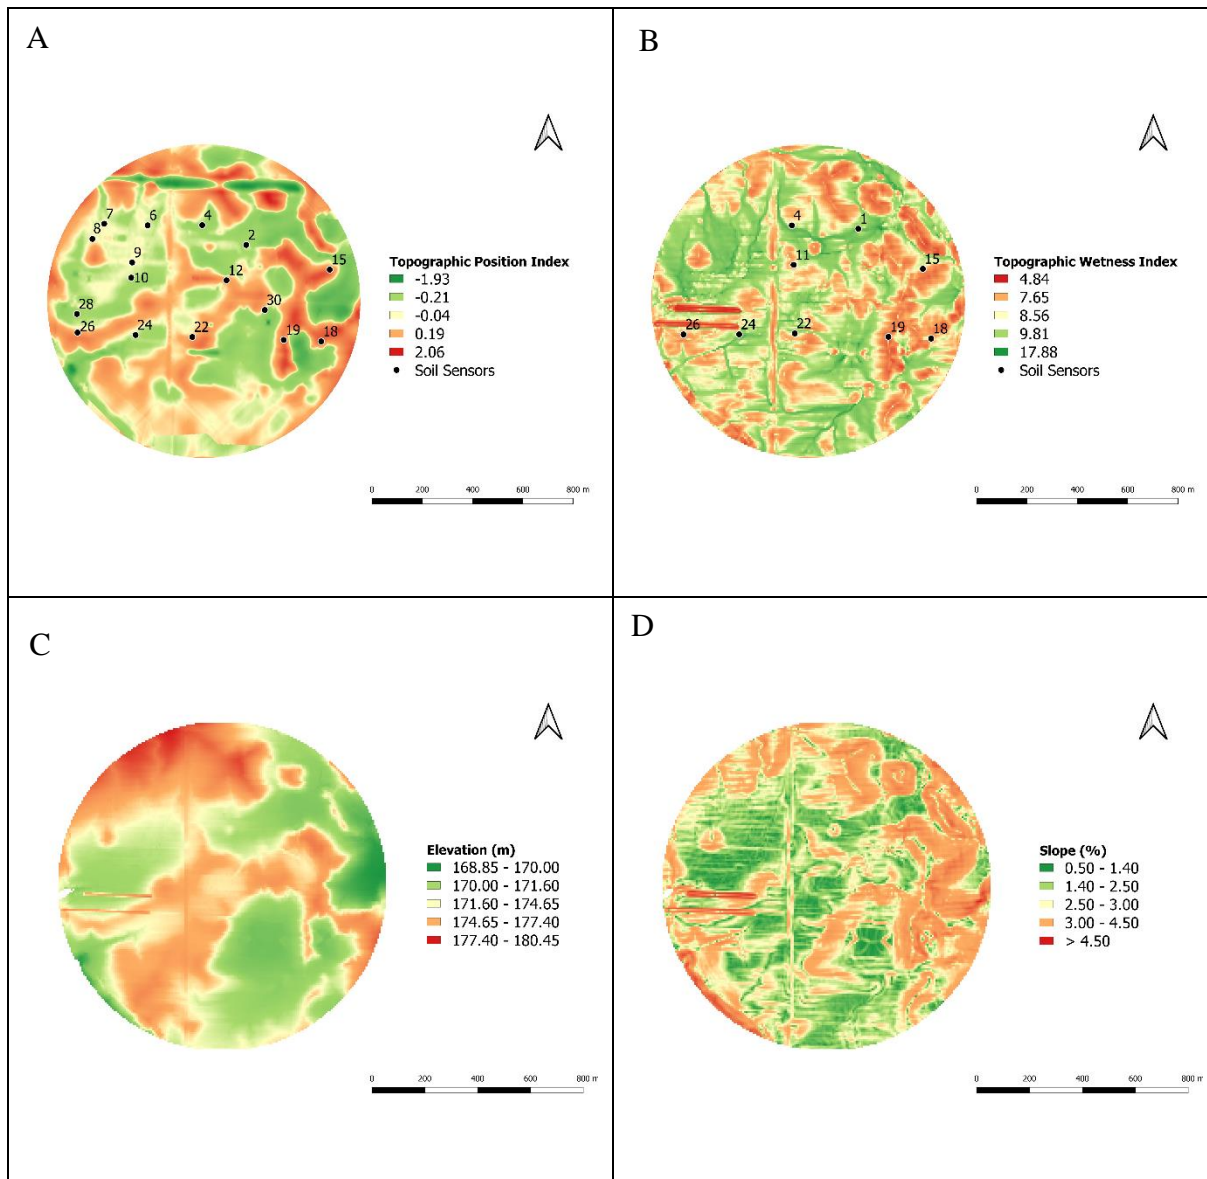 A
7
6
4
8
2
9
15
10
12
28
30
26
24
22
19
18
Topographic Position Index
-1.93
-0.21
-0.04
0.19
2.06
Soil Sensors
0 200 400 600 800 m
B
4
1
11
15
26
24
22
19
18
Topographic Wetness Index
4.84
7.65
8.56
9.81
17.88
Soil Sensors
0 200 400 600 800 m
C
Elevation (m)
168.85 - 170.00
170.00 - 171.60
171.60 - 174.65
174.65 - 177.40
177.40 - 180.45
0 200 400 600 800 m
D
Slope (%)
0.50 - 1.40
1.40 - 2.50
2.50 - 3.00
3.00 - 4.50
> 4.50
0 200 400 600 800 m